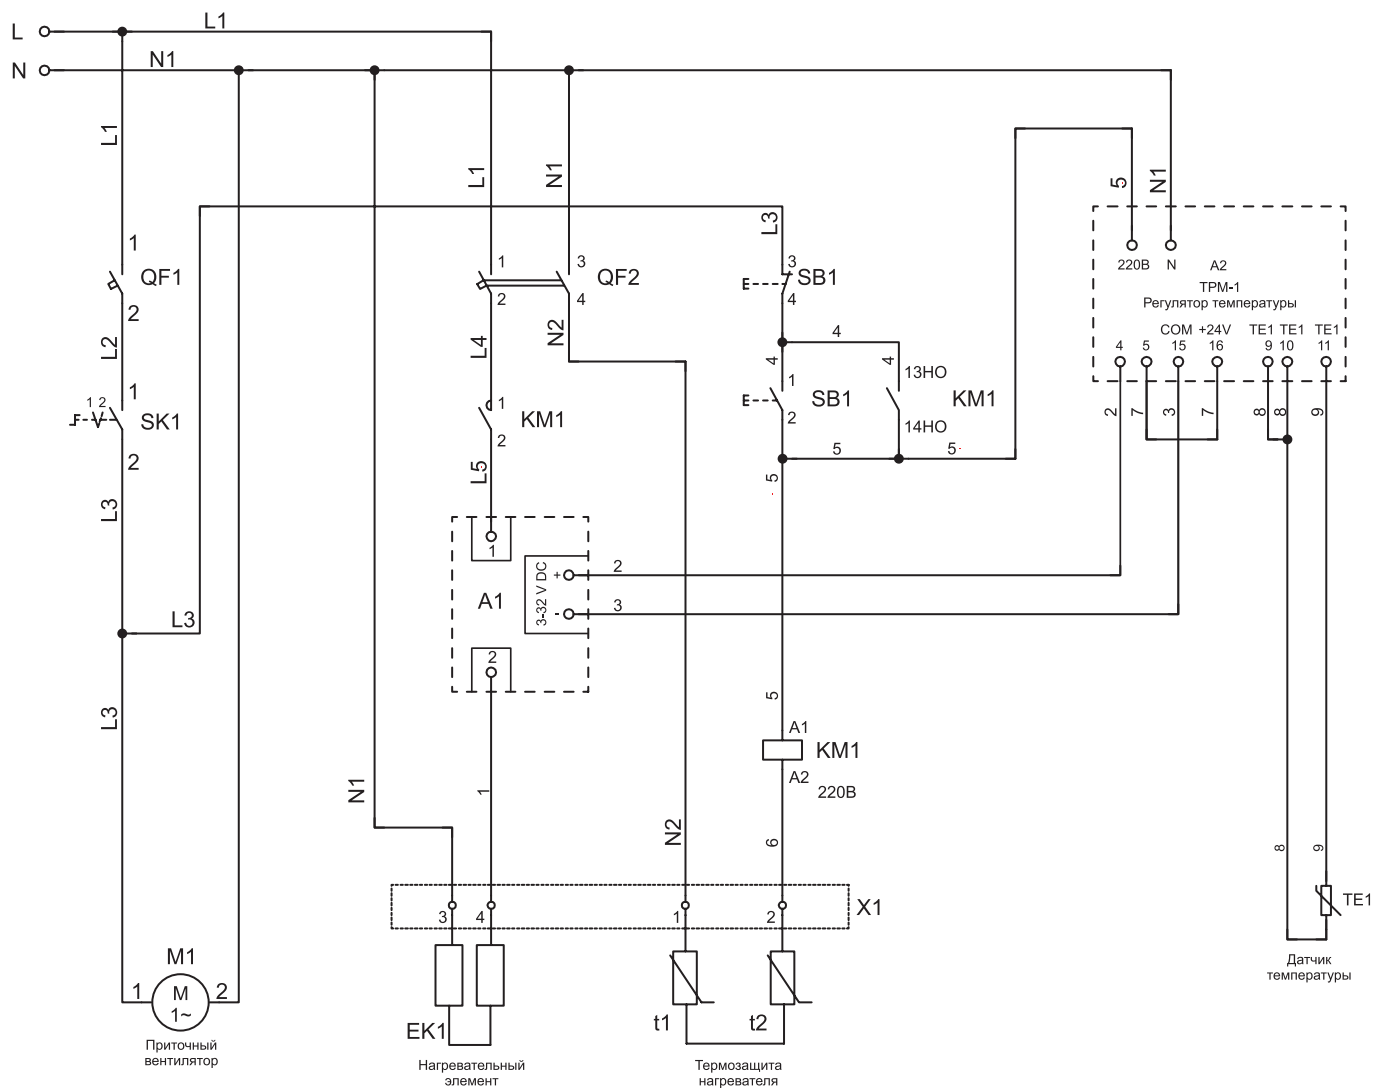 L
L1
N
N1
L1
L1
N1
5
N1
L3
1
QF1
2
1
2
3
4
QF2
3
SB1
4
220В
N
A2
ТРМ-1
Регулятор температуры
COM
+24V
TE1
TE1
TE1
4
5
15
16
9
10
11
L2
L4
N2
4
4
4
1
2
SB1
13НО
14НО
KM1
1 2
1
SK1
2
1
KM1
2
2
7
3
7
8
8
9
5
5
5
L3
L5
1
A1
3-32 V DC
+
-
2
3
2
L3
L3
5
A1
KM1
A2
220В
N1
1
N2
6
8
9
3
4
1
2
X1
TE1
Датчик
температуры
M1
1
M
1~
2
Приточный
вентилятор
EK1
Нагревательный
элемент
t1
t2
Термозащита
нагревателя